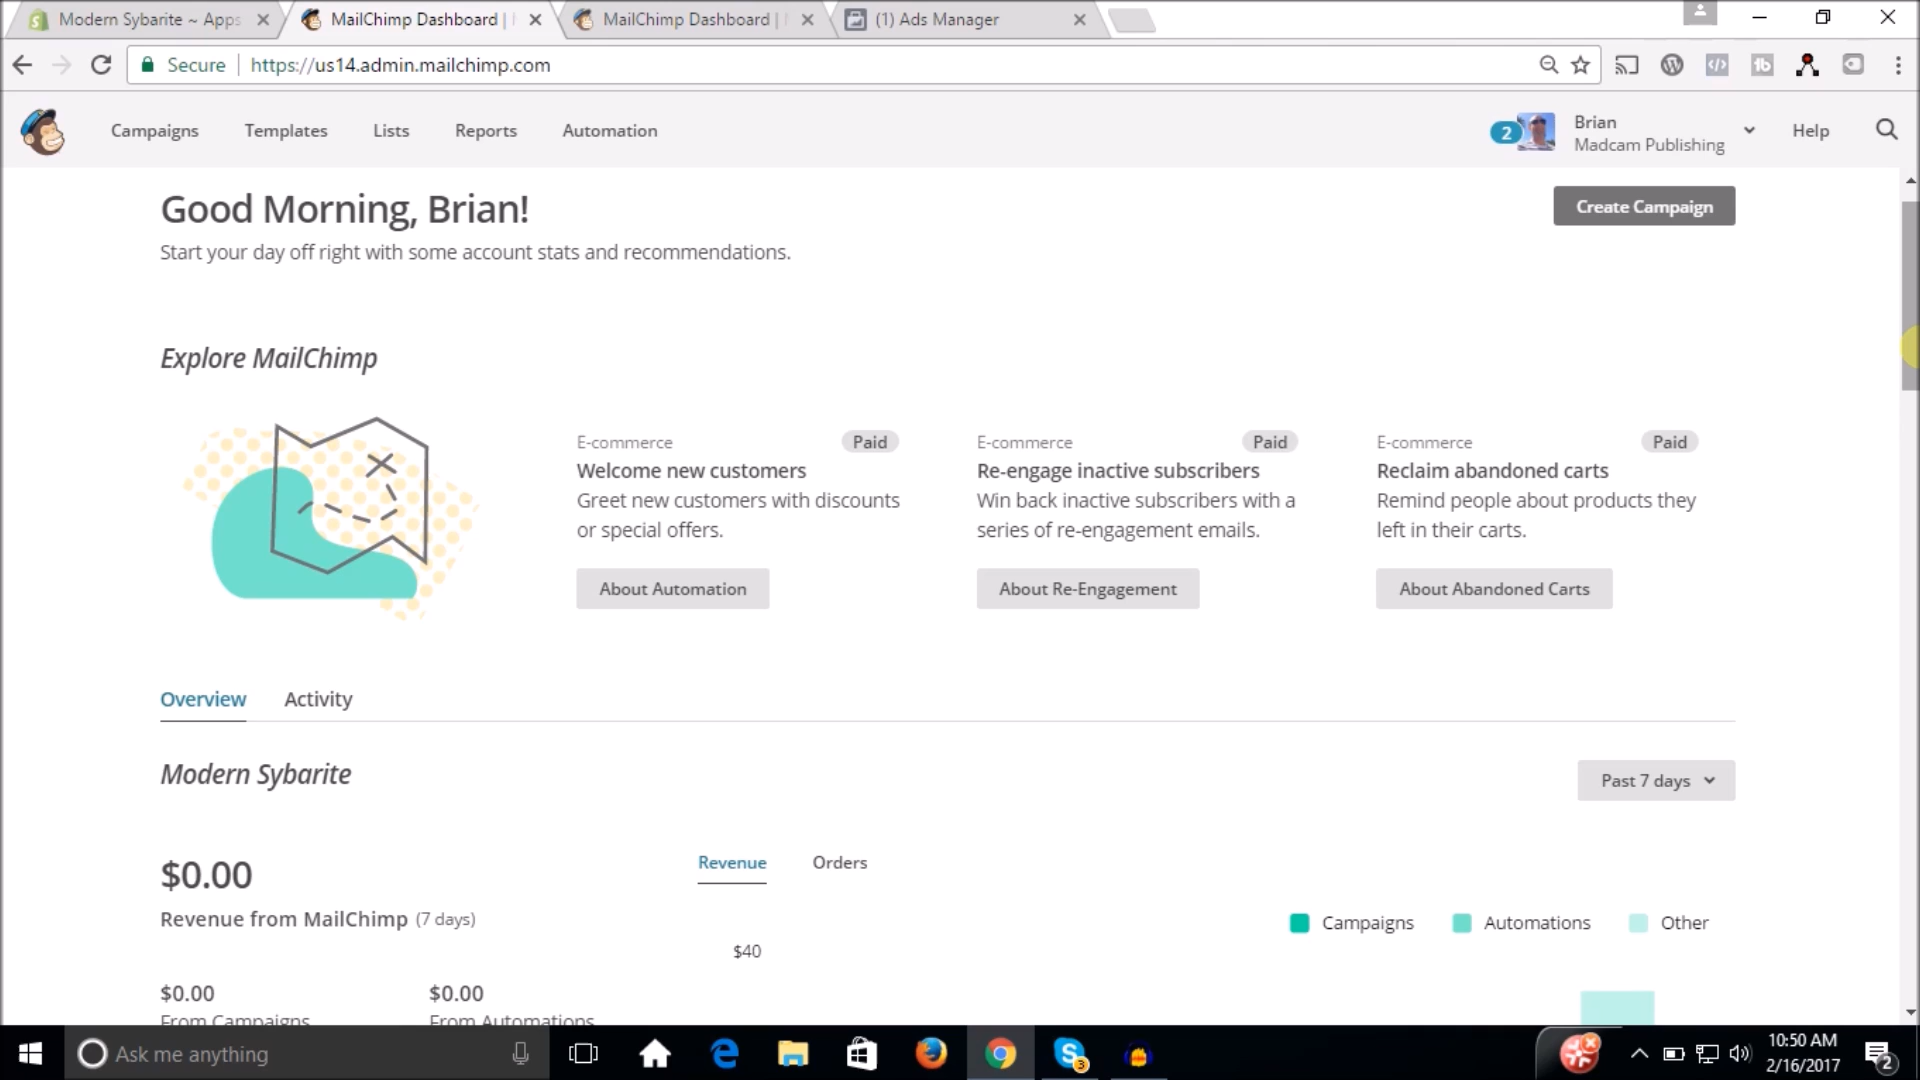 Modern Sybarite ~ Apps
MailChimp Dashboard |
MailChimp Dashboard |
(1) Ads Manager
Secure
https://us14.admin.mailchimp.com
Campaigns
Templates
Lists
Reports
Automation
2
Brian
Madcam Publishing
Help
Good Morning, Brian!
Create Campaign
Start your day off right with some account stats and recommendations.
Explore MailChimp
E-commerce
Paid
Welcome new customers
Greet new customers with discounts
or special offers.
About Automation
E-commerce
Paid
Re-engage inactive subscribers
Win back inactive subscribers with a
series of re-engagement emails.
About Re-Engagement
E-commerce
Paid
Reclaim abandoned carts
Remind people about products they
left in their carts.
About Abandoned Carts
Overview
Activity
Modern Sybarite
Past 7 days
$0.00
Revenue from MailChimp (7 days)
$0.00
From Campaigns
$0.00
From Automations
Revenue
Orders
Campaigns
Automations
Other
$40
Ask me anything
3
10:50 AM
2/16/2017
2